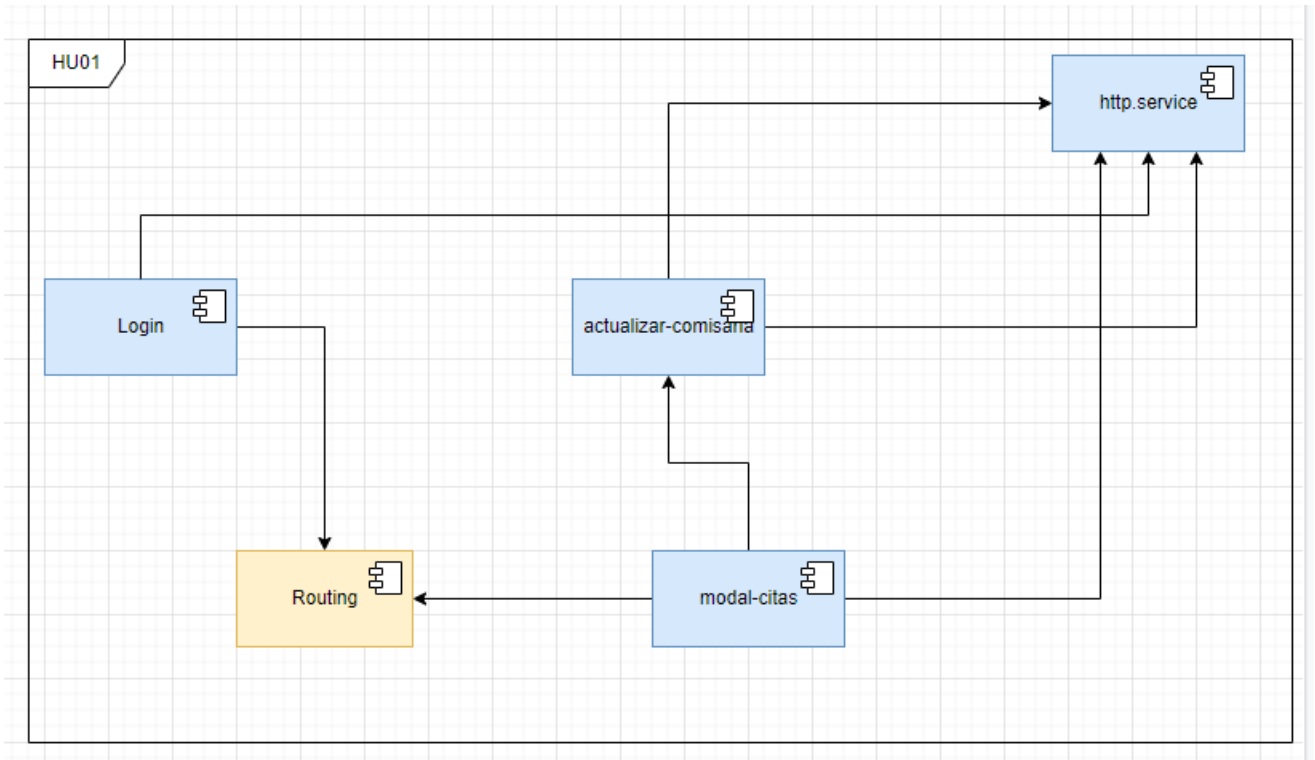 HU01
http.service
Login
actualizar-comisaria
Routing
modal-citas